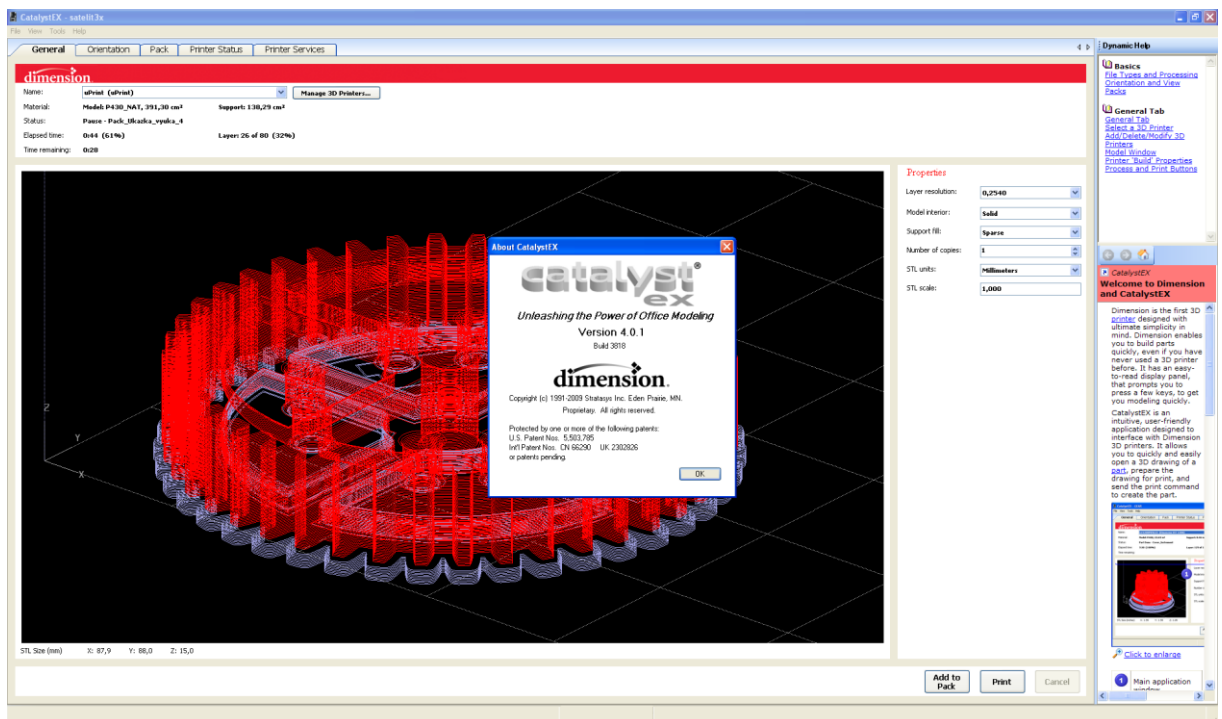 CatalystEX - satelit3x
File View Tools Help
General Orientation Pack Printer Status Printer Services
dimension
Name: uPrint (uPrint) Manage 3D Printers...
Material: Model: P430_NAT, 391,30 cm³ Support: 138,29 cm³
Status: Pause - Pack_Ukazka_vyuka_4
Elapsed time: 0:44 (61%) Layer: 26 of 80 (32%)
Time remaining: 0:28
Z
Y
X
STL Size (mm) X: 87,9 Y: 88,0 Z: 15,0
About CatalystEX
catalyst®
ex
Unleashing the Power of Office Modeling
Version 4.0.1
Build 3818
dimension.
Copyright (c) 1991-2009 Stratasys Inc. Eden Prairie, MN.
Proprietary. All rights reserved.
Protected by one or more of the following patents:
U.S. Patent Nos. 5,503,785
Int'l Patent Nos. CN 66290 UK 2302826
or patents pending.
OK
Properties
Layer resolution: 0,2540
Model interior: Solid
Support fill: Sparse
Number of copies: 1
STL units: Millimeters
STL scale: 1,000
Add to
Pack
Print
Cancel
Dynamic Help
Basics
File Types and Processing
Orientation and View
Packs
General Tab
General Tab
Select a 3D Printer
Add/Delete/Modify 3D
Printers
Model Window
Printer 'Build' Properties
Process and Print Buttons
CatalystEX
Welcome to Dimension
and CatalystEX
Dimension is the first 3D
printer designed with
ultimate simplicity in
mind. Dimension enables
you to build parts
quickly, even if you have
never used a 3D printer
before. It has an easy-
to-read display panel,
that prompts you to
press a few keys, to get
you modeling quickly.
CatalystEX is an
intuitive, user-friendly
application designed to
interface with Dimension
3D printers. It allows
you to quickly and easily
open a 3D drawing of a
part, prepare the
drawing for print, and
send the print command
to create the part.
1
Click to enlarge
1 Main application
window